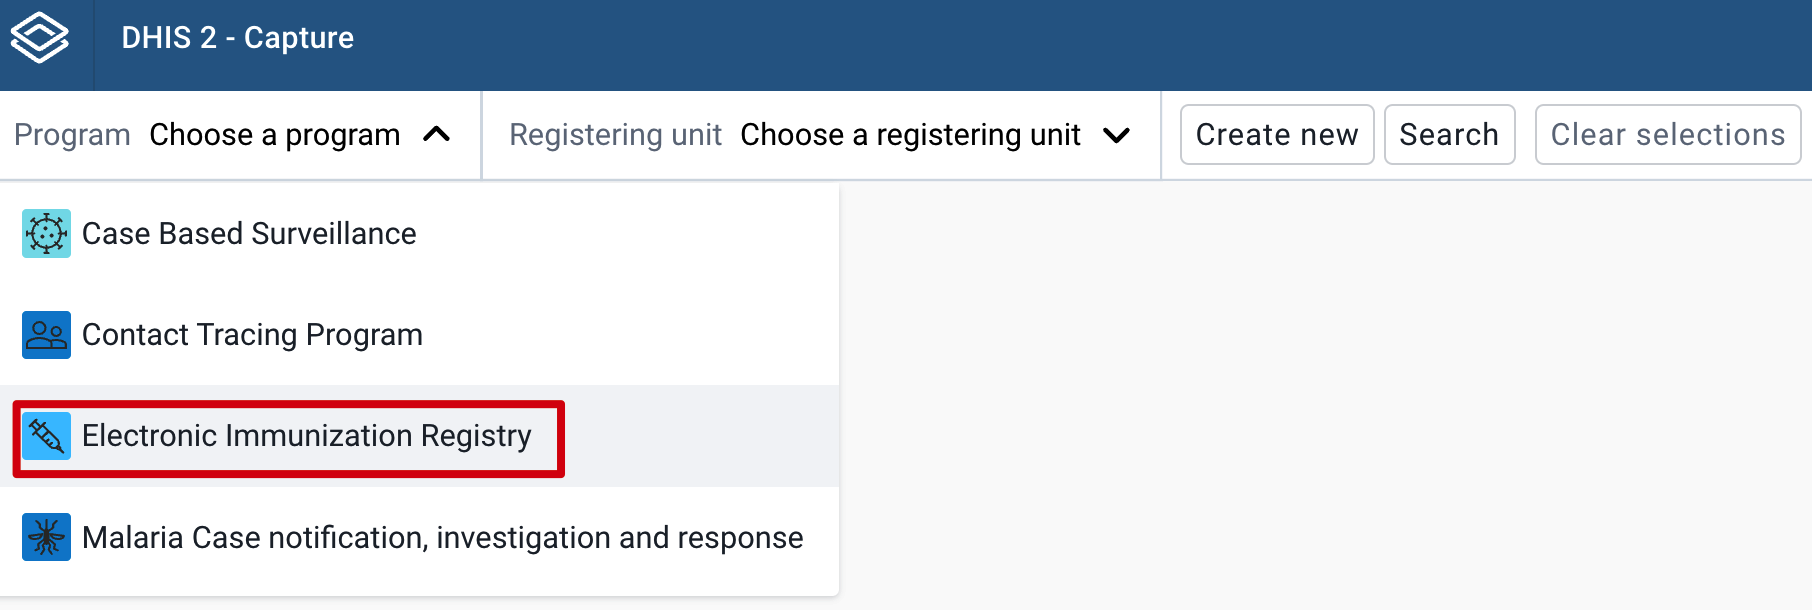 DHIS 2 - Capture
Program Choose a program Registering unit Choose a registering unit Create new Search Clear selections
Case Based Surveillance
Contact Tracing Program
Electronic Immunization Registry
Malaria Case notification, investigation and response